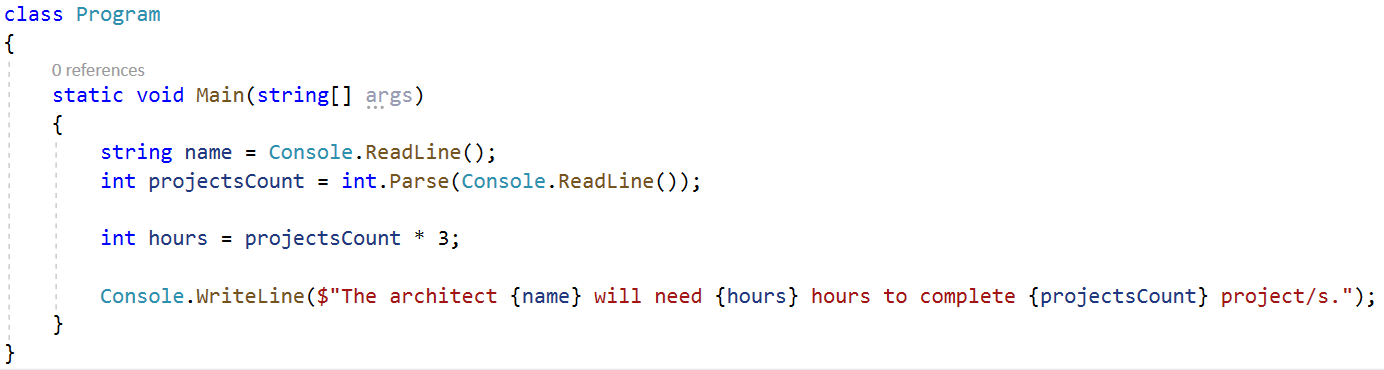 class Program
{
0 references
static void Main(string[] args)
{
string name = Console.ReadLine();
int projectsCount = int.Parse(Console.ReadLine());
int hours = projectsCount * 3;
Console.WriteLine($"The architect {name} will need {hours} hours to complete {projectsCount} project/s.");
}
}